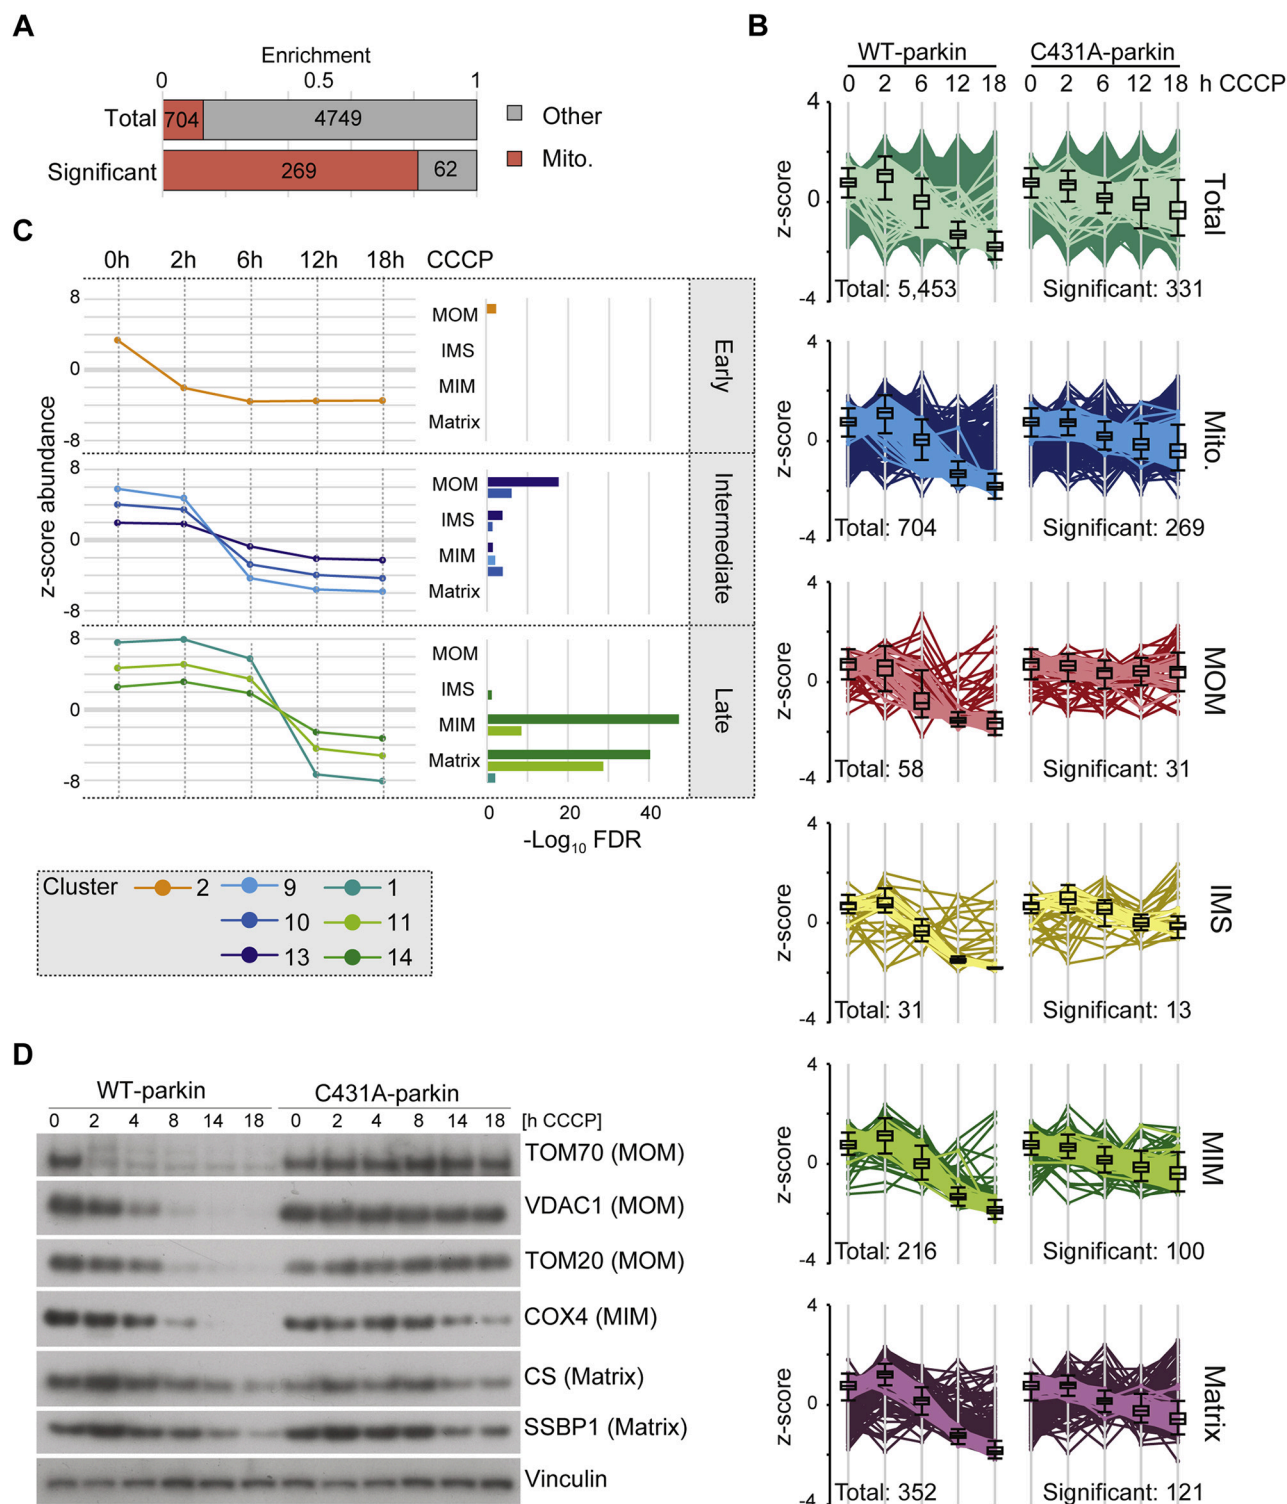 A
Enrichment
0 0.5 1
Total 704 4749
Significant 269 62
Other
Mito.
B
WT-parkin C431A-parkin
0 2 6 12 18 0 2 6 12 18 h CCCP
4
z-score 0
-4
Total: 5,453 Significant: 331
Total
4
z-score 0
-4
Total: 704 Significant: 269
Mito.
4
z-score 0
-4
Total: 58 Significant: 31
MOM
4
z-score 0
-4
Total: 31 Significant: 13
IMS
4
z-score 0
-4
Total: 216 Significant: 100
MIM
4
z-score 0
-4
Total: 352 Significant: 121
Matrix
C
0h 2h 6h 12h 18h CCCP
z-score abundance
8
0
-8
MOM
IMS
MIM
Matrix
Early
8
0
-8
MOM
IMS
MIM
Matrix
Intermediate
8
0
-8
MOM
IMS
MIM
Matrix
Late
0 20 40
-Log10 FDR
Cluster 2 9 1
10 11
13 14
D
WT-parkin C431A-parkin
0 2 4 8 14 18 0 2 4 8 14 18 [h CCCP]
TOM70 (MOM)
VDAC1 (MOM)
TOM20 (MOM)
COX4 (MIM)
CS (Matrix)
SSBP1 (Matrix)
Vinculin